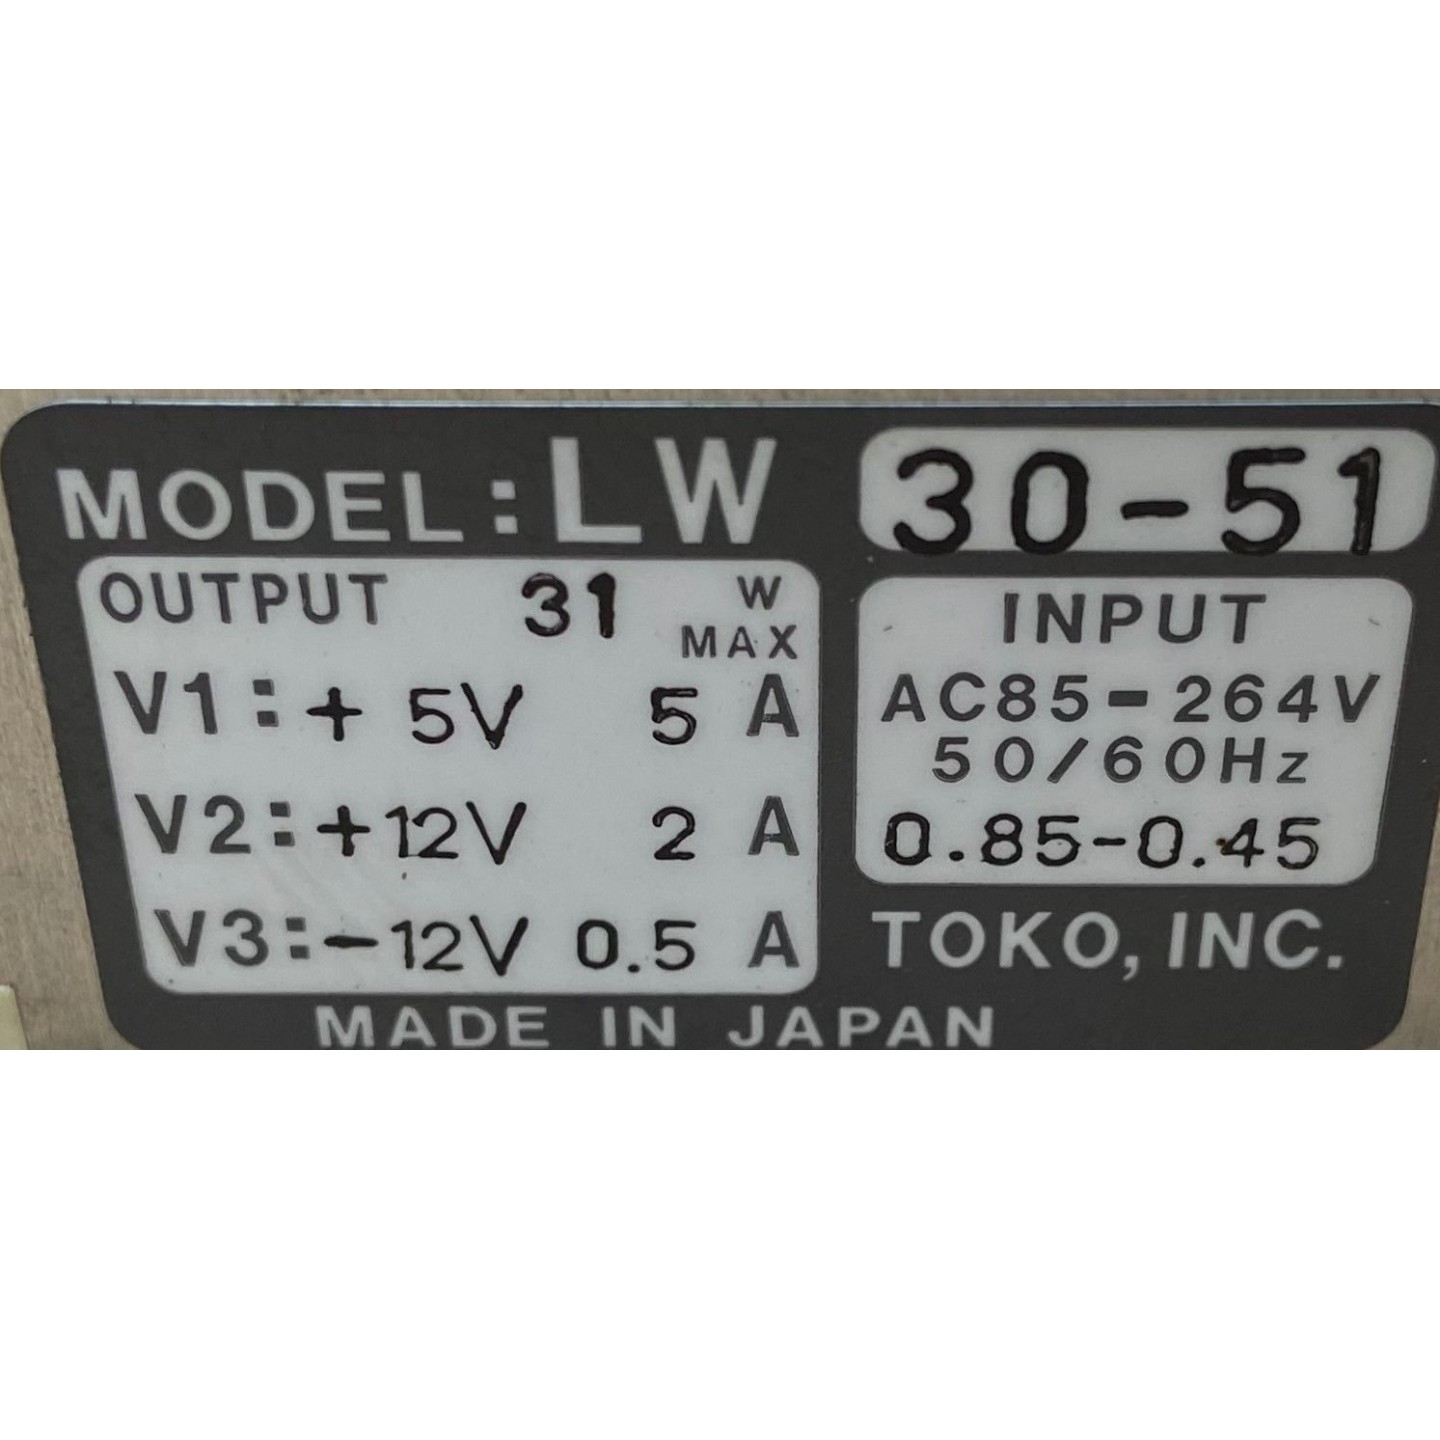 MODEL: LW 30-51
OUTPUT 31 W MAX
V1: + 5V 5 A
V2: +12V 2 A
V3: -12V 0.5 A
INPUT
AC85-264V
50/60Hz
0.85-0.45
TOKO, INC.
MADE IN JAPAN